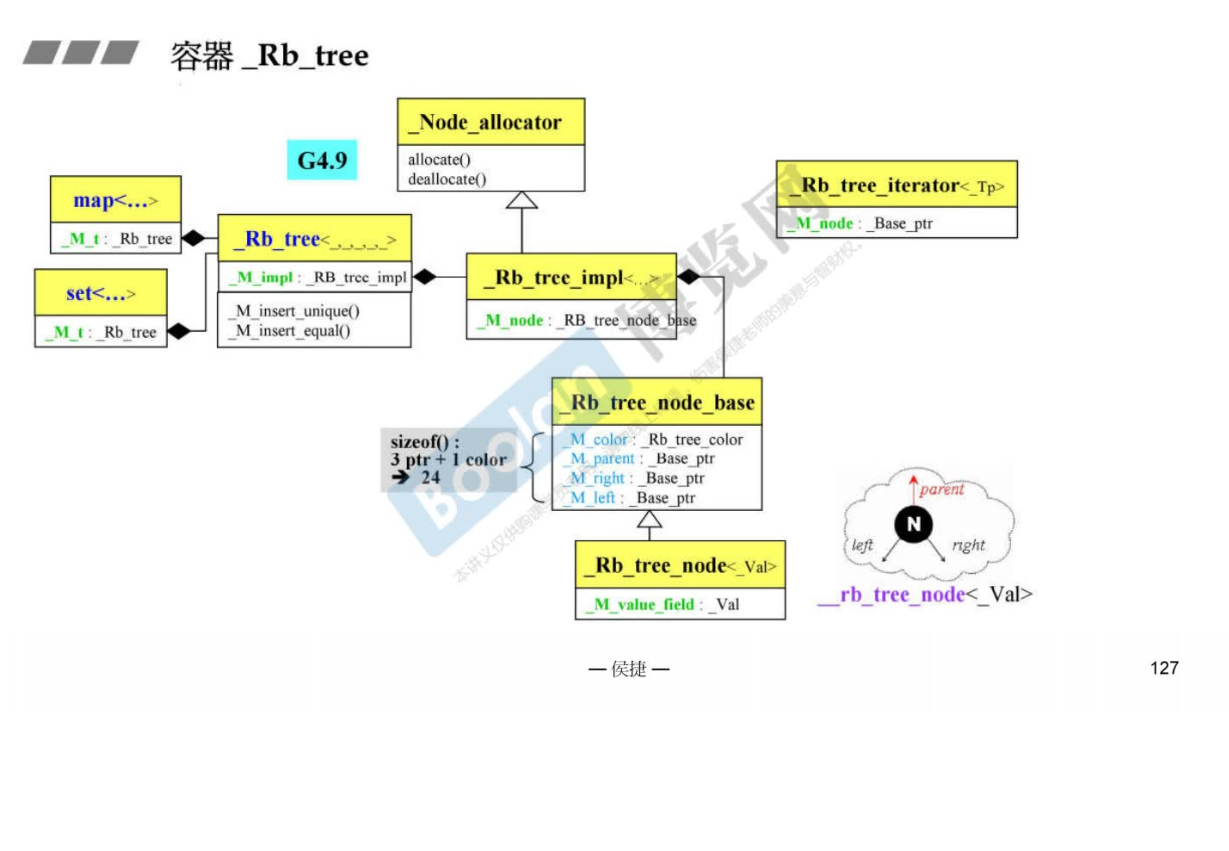 容器 _Rb_tree
_Node_allocator
allocate()
deallocate()
G4.9
map<...>
_M_t : _Rb_tree
set<...>
_M_t : _Rb_tree
_Rb_tree<_,_,_,_,_>
_M_impl : _RB_tree_impl
_M_insert_unique()
_M_insert_equal()
_Rb_tree_impl<...>
_M_node : _RB_tree_node_base
_Rb_tree_iterator<_Tp>
_M_node : _Base_ptr
_Rb_tree_node_base
_M_color : _Rb_tree_color
_M_parent : _Base_ptr
_M_right : _Base_ptr
_M_left : _Base_ptr
sizeof() :
3 ptr + 1 color
➔ 24
_Rb_tree_node<_Val>
_M_value_field : _Val
parent
N
left
right
__rb_tree_node<_Val>
Boolan
博览网
— 侯捷 —
127